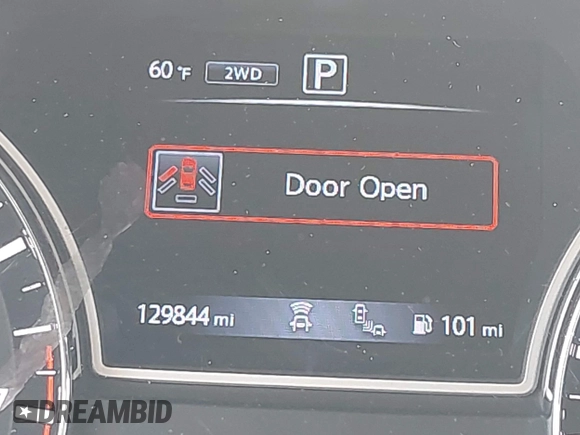 60 °F 2WD P
Door Open
129844 mi 101 mi
DREAMBID